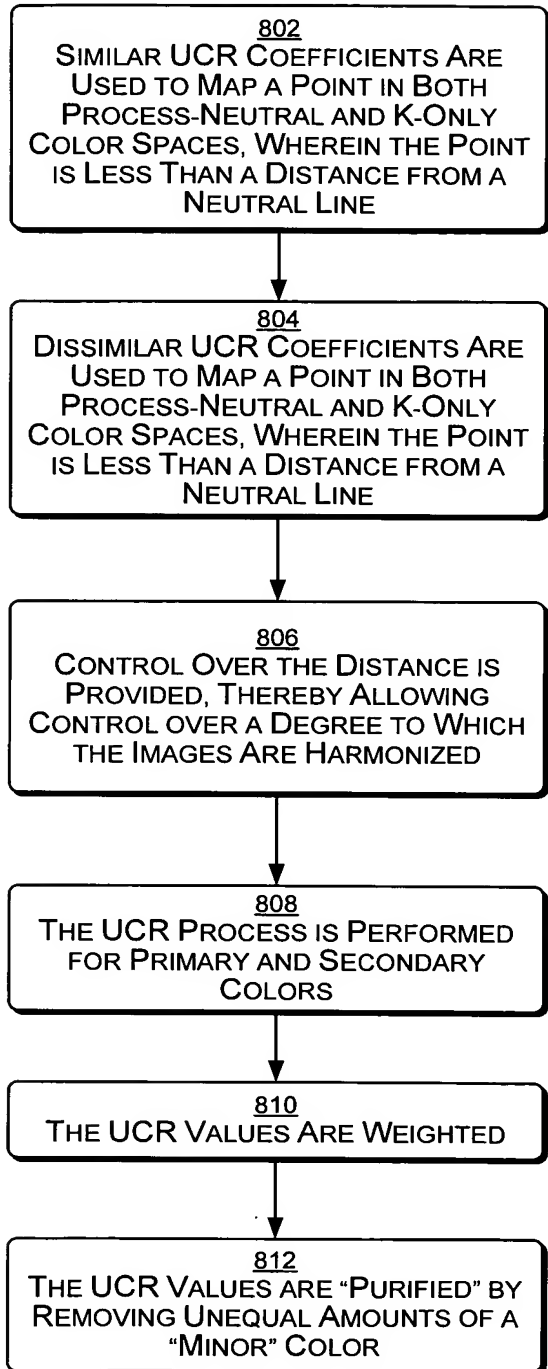 802
SIMILAR UCR COEFFICIENTS ARE
USED TO MAP A POINT IN BOTH
PROCESS-NEUTRAL AND K-ONLY
COLOR SPACES, WHEREIN THE POINT
IS LESS THAN A DISTANCE FROM A
NEUTRAL LINE
804
DISSIMILAR UCR COEFFICIENTS ARE
USED TO MAP A POINT IN BOTH
PROCESS-NEUTRAL AND K-ONLY
COLOR SPACES, WHEREIN THE POINT
IS LESS THAN A DISTANCE FROM A
NEUTRAL LINE
806
CONTROL OVER THE DISTANCE IS
PROVIDED, THEREBY ALLOWING
CONTROL OVER A DEGREE TO WHICH
THE IMAGES ARE HARMONIZED
808
THE UCR PROCESS IS PERFORMED
FOR PRIMARY AND SECONDARY
COLORS
810
THE UCR VALUES ARE WEIGHTED
812
THE UCR VALUES ARE “PURIFIED” BY
REMOVING UNEQUAL AMOUNTS OF A
“MINOR” COLOR